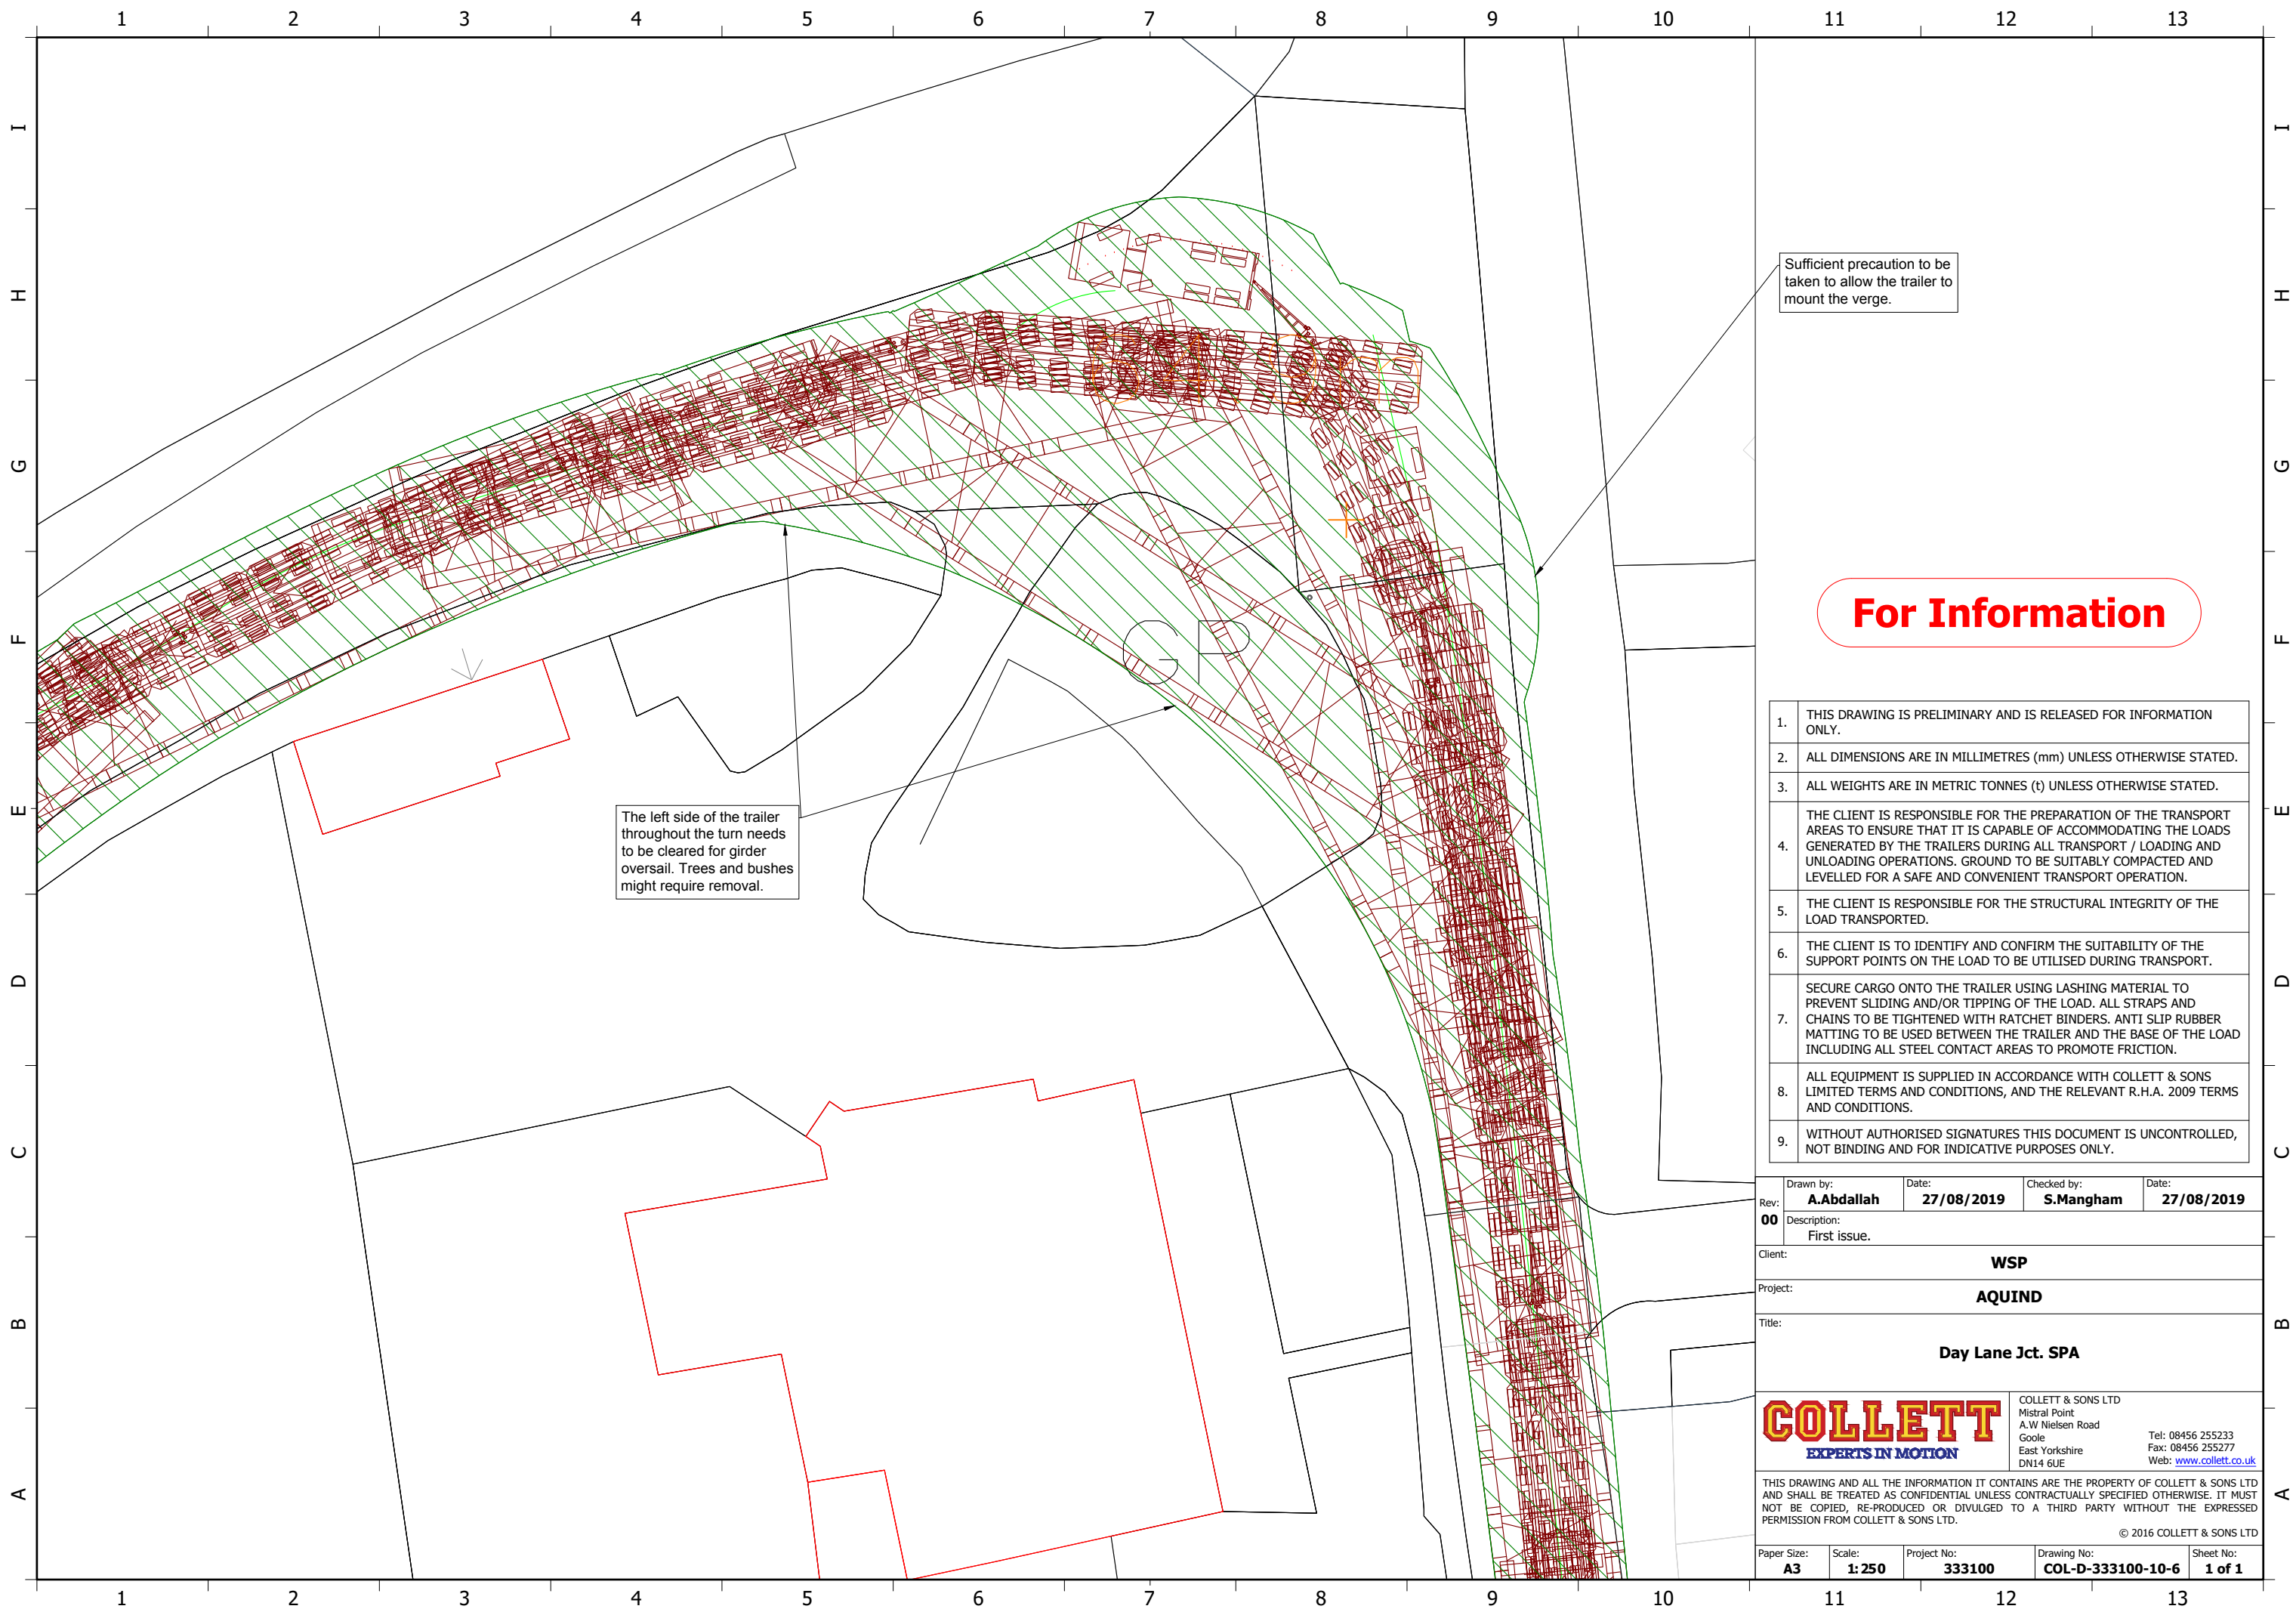 1 2 3 4 5 6 7 8 9 10 11 12 13
I I
H H
G G
F F
E E
D D
C C
B B
A A
Sufficient precaution to be
taken to allow the trailer to
mount the verge.
GP
The left side of the trailer
throughout the turn needs
to be cleared for girder
oversail. Trees and bushes
might require removal.
For Information
1. THIS DRAWING IS PRELIMINARY AND IS RELEASED FOR INFORMATION
ONLY.
2. ALL DIMENSIONS ARE IN MILLIMETRES (mm) UNLESS OTHERWISE STATED.
3. ALL WEIGHTS ARE IN METRIC TONNES (t) UNLESS OTHERWISE STATED.
4. THE CLIENT IS RESPONSIBLE FOR THE PREPARATION OF THE TRANSPORT
AREAS TO ENSURE THAT IT IS CAPABLE OF ACCOMMODATING THE LOADS
GENERATED BY THE TRAILERS DURING ALL TRANSPORT / LOADING AND
UNLOADING OPERATIONS. GROUND TO BE SUITABLY COMPACTED AND
LEVELLED FOR A SAFE AND CONVENIENT TRANSPORT OPERATION.
5. THE CLIENT IS RESPONSIBLE FOR THE STRUCTURAL INTEGRITY OF THE
LOAD TRANSPORTED.
6. THE CLIENT IS TO IDENTIFY AND CONFIRM THE SUITABILITY OF THE
SUPPORT POINTS ON THE LOAD TO BE UTILISED DURING TRANSPORT.
7. SECURE CARGO ONTO THE TRAILER USING LASHING MATERIAL TO
PREVENT SLIDING AND/OR TIPPING OF THE LOAD. ALL STRAPS AND
CHAINS TO BE TIGHTENED WITH RATCHET BINDERS. ANTI SLIP RUBBER
MATTING TO BE USED BETWEEN THE TRAILER AND THE BASE OF THE LOAD
INCLUDING ALL STEEL CONTACT AREAS TO PROMOTE FRICTION.
8. ALL EQUIPMENT IS SUPPLIED IN ACCORDANCE WITH COLLETT & SONS
LIMITED TERMS AND CONDITIONS, AND THE RELEVANT R.H.A. 2009 TERMS
AND CONDITIONS.
9. WITHOUT AUTHORISED SIGNATURES THIS DOCUMENT IS UNCONTROLLED,
NOT BINDING AND FOR INDICATIVE PURPOSES ONLY.
Rev: Drawn by: Date: Checked by: Date:
00 A.Abdallah 27/08/2019 S.Mangham 27/08/2019
Description:
First issue.
Client:
WSP
Project:
AQUIND
Title:
Day Lane Jct. SPA
COLLETT
EXPERTS IN MOTION
COLLETT & SONS LTD
Mistral Point
A.W Nielsen Road
Goole
East Yorkshire
DN14 6UE
Tel: 08456 255233
Fax: 08456 255277
Web: www.collett.co.uk
THIS DRAWING AND ALL THE INFORMATION IT CONTAINS ARE THE PROPERTY OF COLLETT & SONS LTD
AND SHALL BE TREATED AS CONFIDENTIAL UNLESS CONTRACTUALLY SPECIFIED OTHERWISE. IT MUST
NOT BE COPIED, RE-PRODUCED OR DIVULGED TO A THIRD PARTY WITHOUT THE EXPRESSED
PERMISSION FROM COLLETT & SONS LTD.
© 2016 COLLETT & SONS LTD
Paper Size: Scale: Project No: Drawing No: Sheet No:
A3 1:250 333100 COL-D-333100-10-6 1 of 1
1 2 3 4 5 6 7 8 9 10 11 12 13